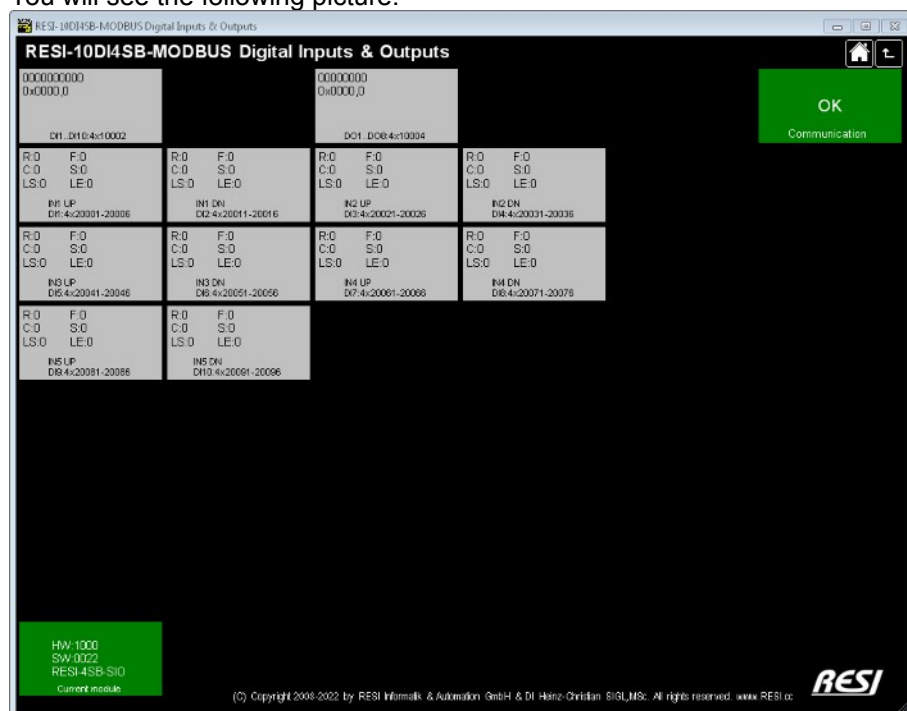 You will see the following picture:
RESI-10DI4SB-MODBUS Digital Inputs & Outputs
RESI-10DI4SB-MODBUS Digital Inputs & Outputs
0000000000
0x0000,0
DI1..DI10:4x10002
00000000
0x0000,0
DO1..DO8:4x10004
OK
Communication
R:0 F:0
C:0 S:0
LS:0 LE:0
IN1 UP
DI1:4x20001-20006
R:0 F:0
C:0 S:0
LS:0 LE:0
IN1 DN
DI2:4x20011-20016
R:0 F:0
C:0 S:0
LS:0 LE:0
IN2 UP
DI3:4x20021-20026
R:0 F:0
C:0 S:0
LS:0 LE:0
IN2 DN
DI4:4x20031-20036
R:0 F:0
C:0 S:0
LS:0 LE:0
IN3 UP
DI5:4x20041-20046
R:0 F:0
C:0 S:0
LS:0 LE:0
IN3 DN
DI6:4x20051-20056
R:0 F:0
C:0 S:0
LS:0 LE:0
IN4 UP
DI7:4x20061-20066
R:0 F:0
C:0 S:0
LS:0 LE:0
IN4 DN
DI8:4x20071-20076
R:0 F:0
C:0 S:0
LS:0 LE:0
IN5 UP
DI9:4x20081-20086
R:0 F:0
C:0 S:0
LS:0 LE:0
IN5 DN
DI10:4x20091-20096
HW:1000
SW:0022
RESI-4SB-SIO
Current module
(C) Copyright 2008-2022 by RESI Informatik & Automation GmbH & DI Heinz-Christian SIGL,MSc. All rights reserved. www.RESI.cc
RESI